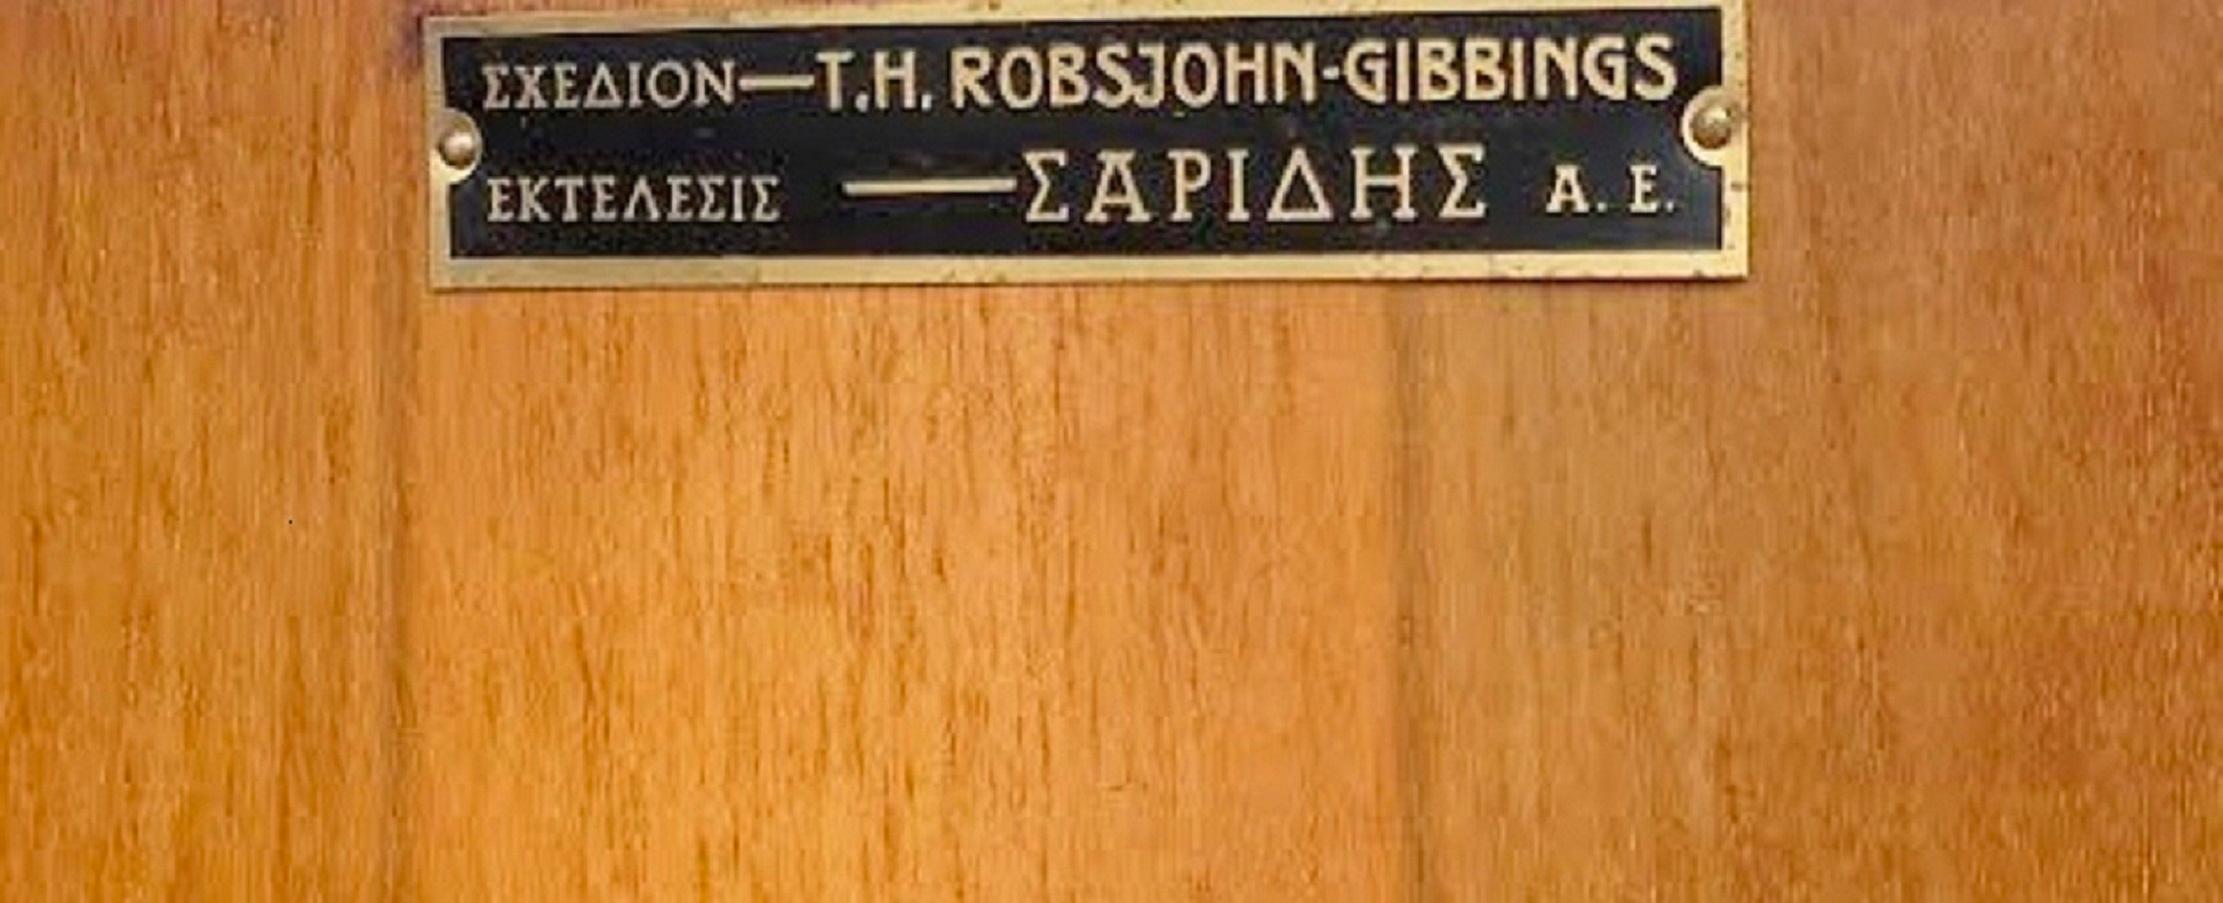 ΣΧΕΔΙΟΝ—T.H. ROBSJOHN-GIBBINGS
ΕΚΤΕΛΕΣΙΣ —ΣΑΡΙΔΗΣ Α. Ε.